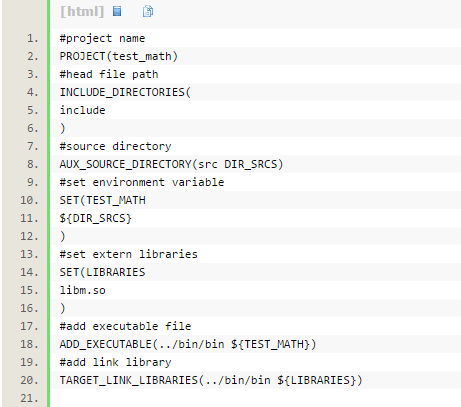 [html]
1. #project name
2. PROJECT(test_math)
3. #head file path
4. INCLUDE_DIRECTORIES(
5. include
6. )
7. #source directory
8. AUX_SOURCE_DIRECTORY(src DIR_SRCS)
9. #set environment variable
10. SET(TEST_MATH
11. ${DIR_SRCS}
12. )
13. #set extern libraries
14. SET(LIBRARIES
15. libm.so
16. )
17. #add executable file
18. ADD_EXECUTABLE(../bin/bin ${TEST_MATH})
19. #add link library
20. TARGET_LINK_LIBRARIES(../bin/bin ${LIBRARIES})
21.